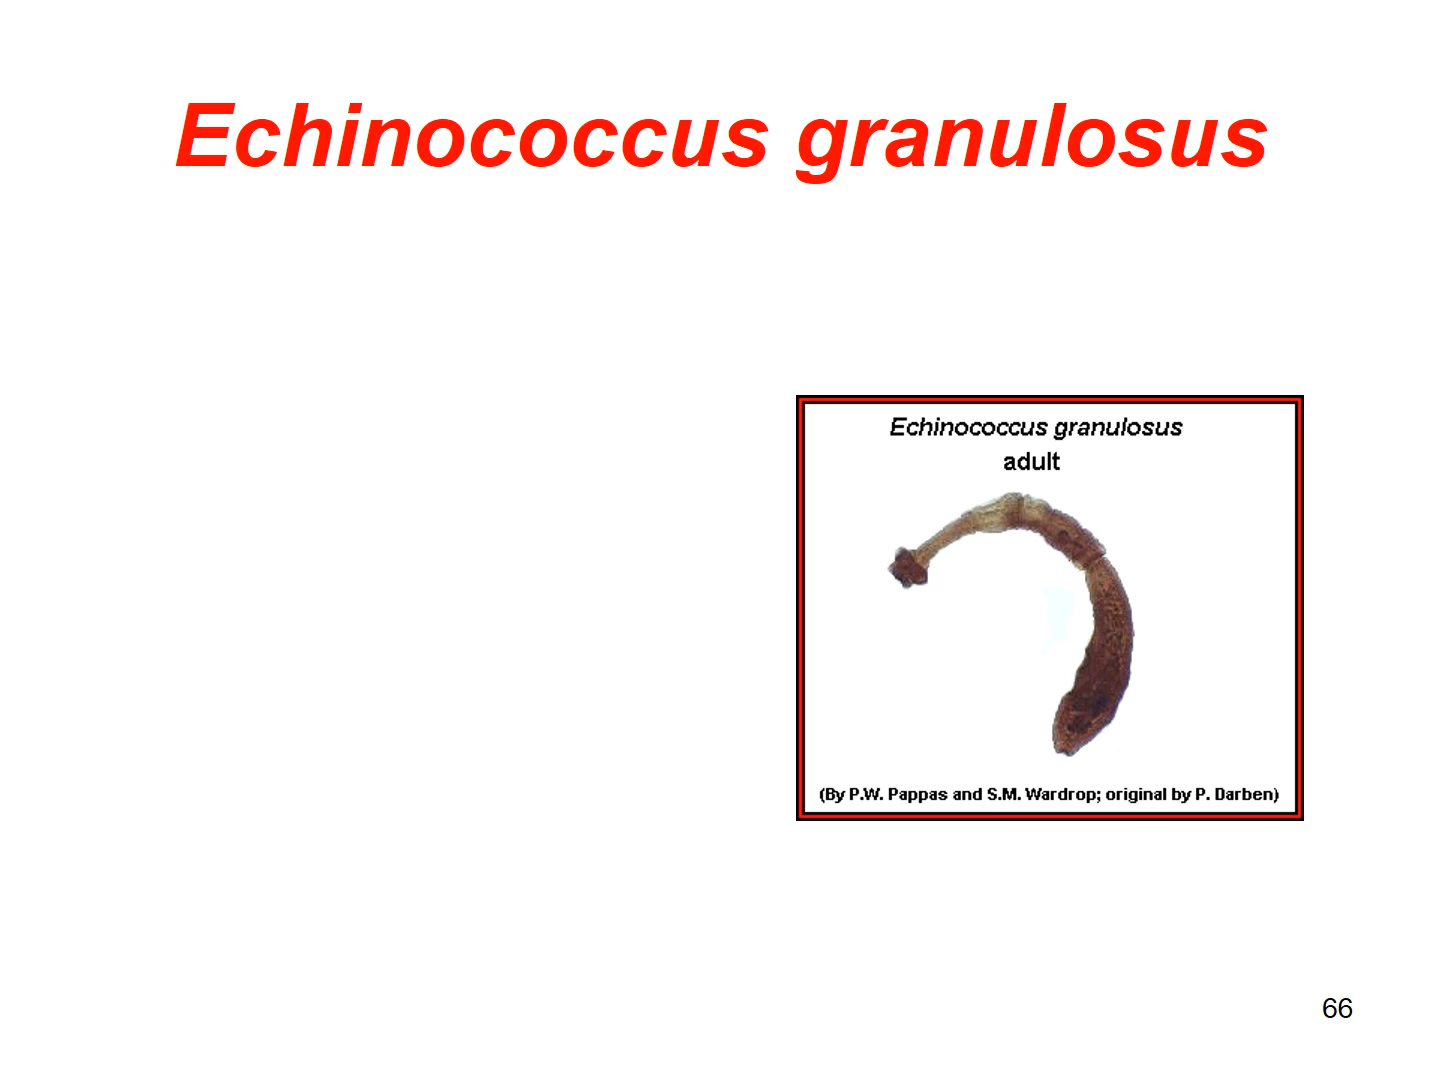 Echinococcus granulosus
Echinococcus granulosus
adult
(By P.W. Pappas and S.M. Wardrop; original by P. Darben)
66